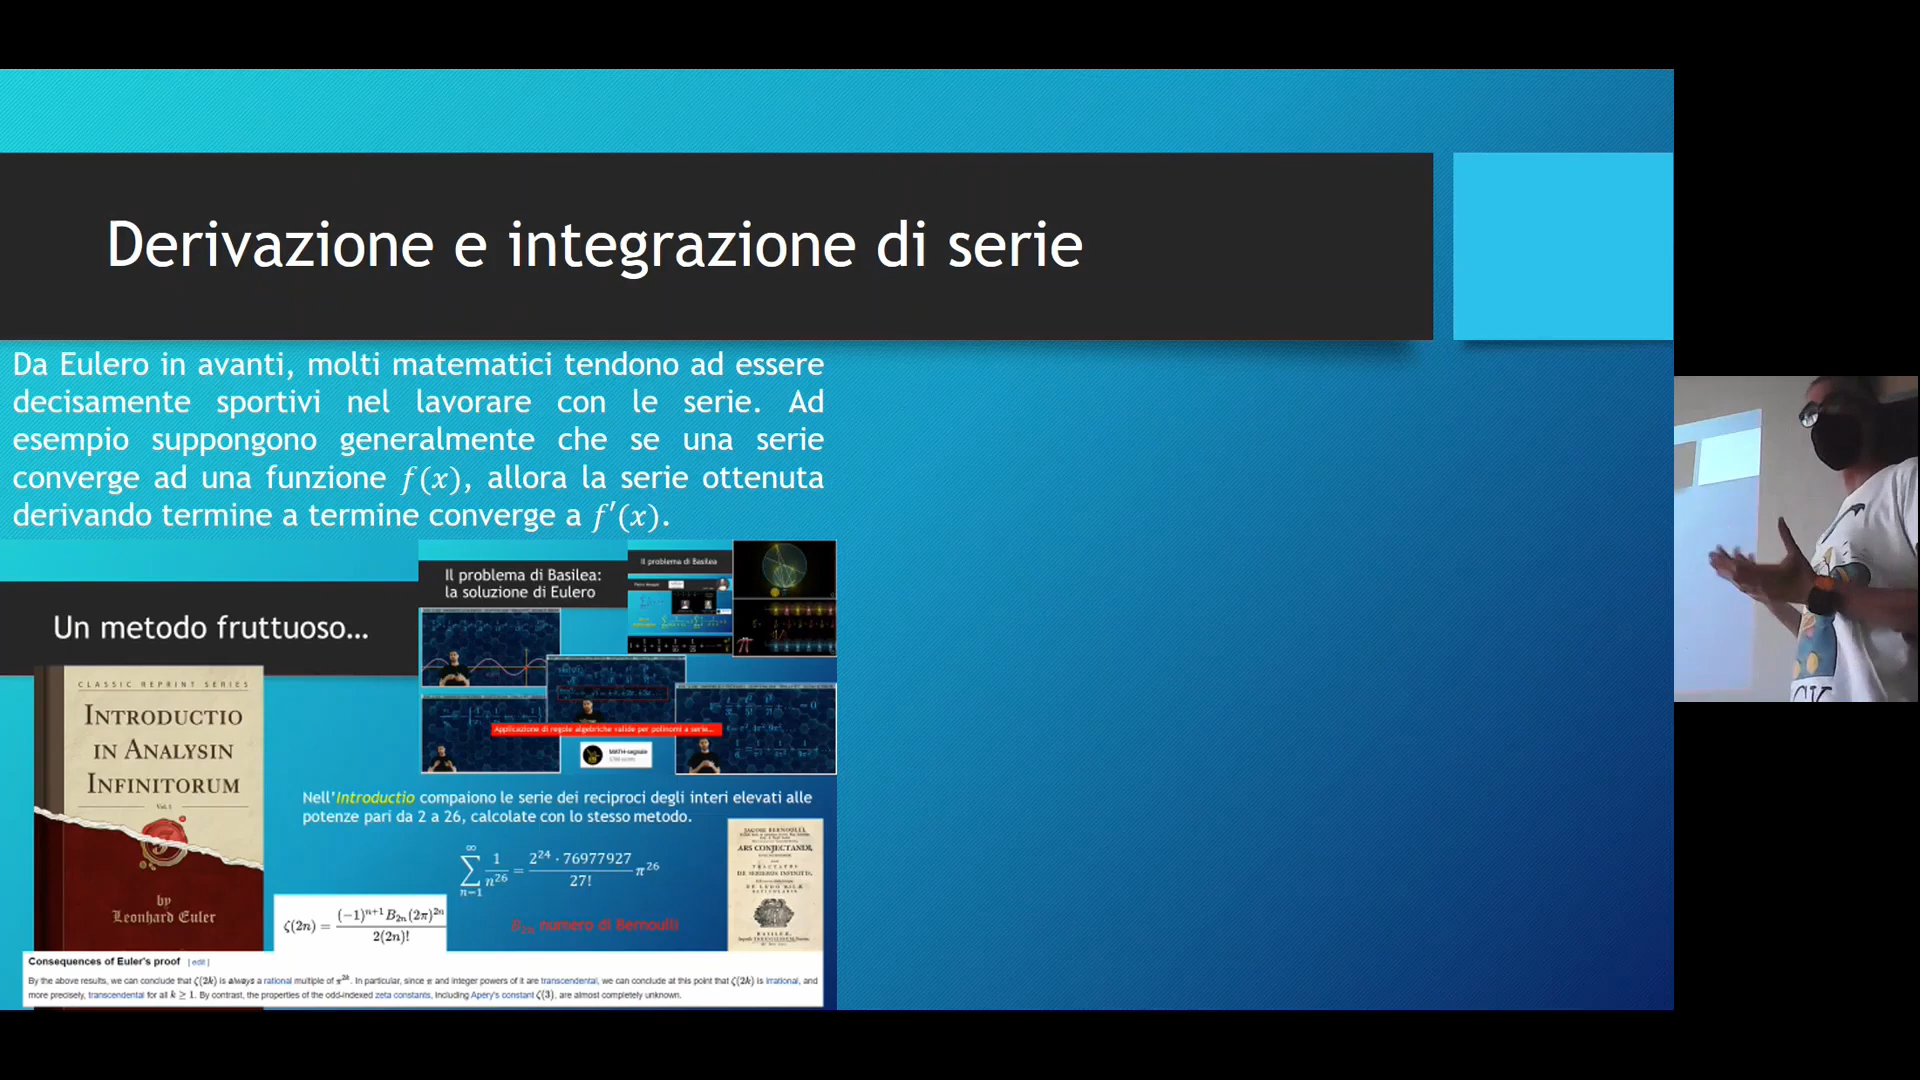 Derivazione e integrazione di serie
Da Eulero in avanti, molti matematici tendono ad essere
decisamente sportivi nel lavorare con le serie. Ad
esempio suppongono generalmente che se una serie
converge ad una funzione f(x), allora la serie ottenuta
derivando termine a termine converge a f′(x).
Un metodo fruttuoso...
Il problema di Basilea:
la soluzione di Eulero
Il problema di Basilea
Applicazione di regole algebriche valide per polinomi a serie...
MATH-segnale
CLASSIC REPRINT SERIES
INTRODUCTIO
IN ANALYSIN
INFINITORUM
Vol. 1
by
Leonhard Euler
Nell'Introductio compaiono le serie dei reciproci degli interi elevati alle
potenze pari da 2 a 26, calcolate con lo stesso metodo.
∑_{n=1}^{∞} 1/n²⁶ = (2²⁴ · 76977927)/27! π²⁶
ζ(2n) = ((−1)ⁿ⁺¹B₂ₙ(2π)²ⁿ)/(2(2n)!)
B₂ₙ numero di Bernoulli
JACOBI BERNOULLI,
ARS CONJECTANDI,
TRACTATUS
DE SERIEBUS INFINITIS,
BASILEÆ,
Consequences of Euler's proof [edit]
By the above results, we can conclude that ζ(2k) is always a rational multiple of π²ᵏ. In particular, since π and integer powers of it are transcendental, we can conclude at this point that ζ(2k) is irrational, and
more precisely, transcendental for all k ≥ 1. By contrast, the properties of the odd-indexed zeta constants, including Apéry's constant ζ(3), are almost completely unknown.